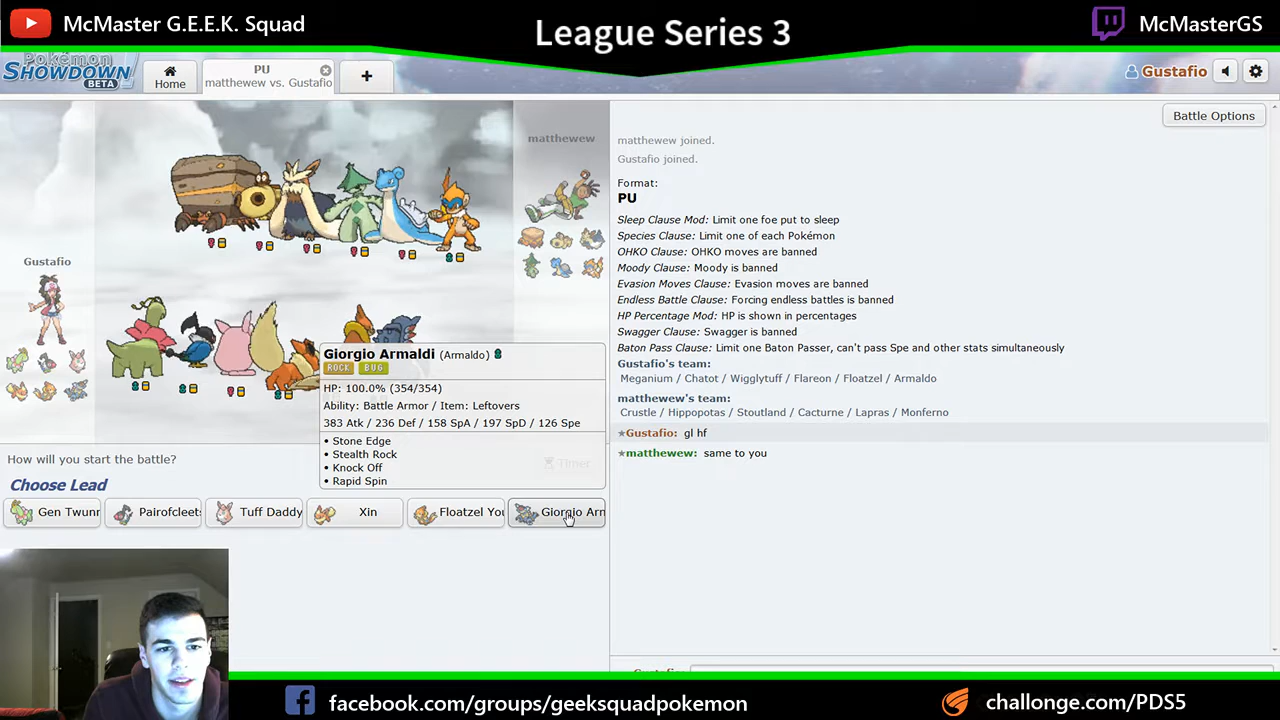 McMaster G.E.E.K. Squad
League Series 3
McMasterGS
Pokémon
SHOWDOWN
BETA
Home
PU
matthewew vs. Gustafio
+
Gustafio
Battle Options
matthewew
Gustafio
matthewew joined.
Gustafio joined.
Format:
PU
Sleep Clause Mod: Limit one foe put to sleep
Species Clause: Limit one of each Pokémon
OHKO Clause: OHKO moves are banned
Moody Clause: Moody is banned
Evasion Moves Clause: Evasion moves are banned
Endless Battle Clause: Forcing endless battles is banned
HP Percentage Mod: HP is shown in percentages
Swagger Clause: Swagger is banned
Baton Pass Clause: Limit one Baton Passer, can't pass Spe and other stats simultaneously
Gustafio's team:
Meganium / Chatot / Wigglytuff / Flareon / Floatzel / Armaldo
matthewew's team:
Crustle / Hippopotas / Stoutland / Cacturne / Lapras / Monferno
★Gustafio: gl hf
★matthewew: same to you
Giorgio Armaldi (Armaldo)
ROCK BUG
HP: 100.0% (354/354)
Ability: Battle Armor / Item: Leftovers
383 Atk / 236 Def / 158 SpA / 197 SpD / 126 Spe
• Stone Edge
• Stealth Rock
• Knock Off
• Rapid Spin
Timer
How will you start the battle?
Choose Lead
Gen Twunn
Pairofcleets
Tuff Daddy
Xin
Floatzel You
Giorgio Arn
Gustafio:
facebook.com/groups/geeksquadpokemon
challonge.com/PDS5